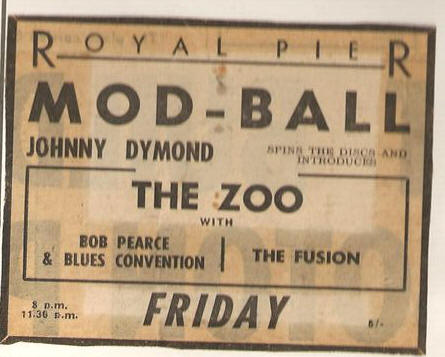 ROYAL PIER
MOD-BALL
JOHNNY DYMOND SPINS THE DISCS AND
INTRODUCES
THE ZOO
WITH
BOB PEARCE
& BLUES CONVENTION
THE FUSION
8 p.m.
11.30 p.m.
FRIDAY
6/-